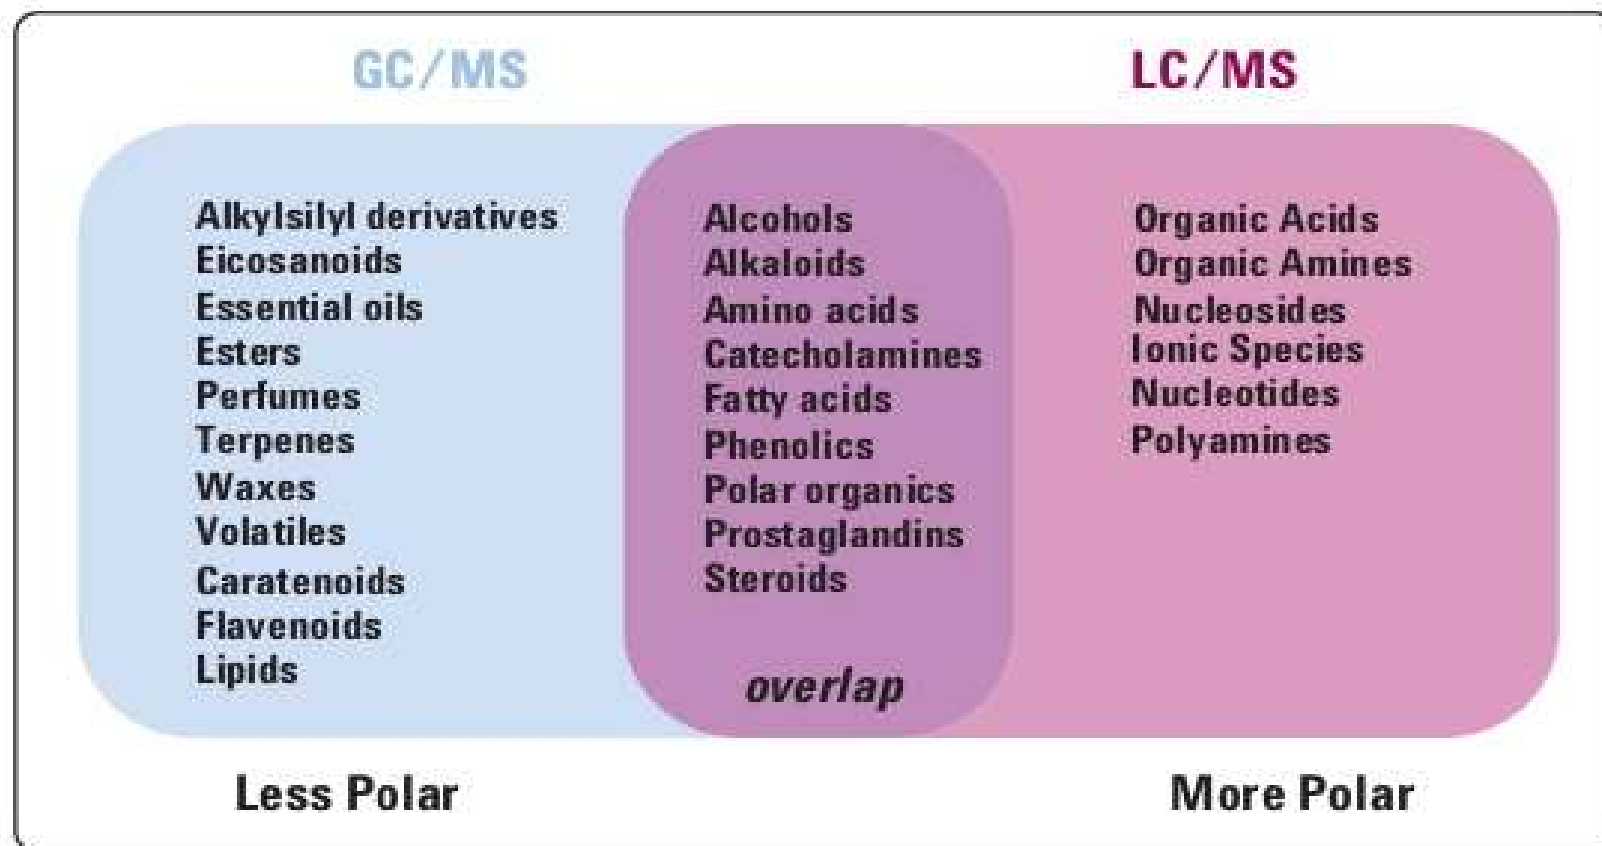 GC/MS
LC/MS
Alkylsilyl derivatives
Eicosanoids
Essential oils
Esters
Perfumes
Terpenes
Waxes
Volatiles
Caratenoids
Flavenoids
Lipids
Alcohols
Alkaloids
Amino acids
Catecholamines
Fatty acids
Phenolics
Polar organics
Prostaglandins
Steroids
overlap
Organic Acids
Organic Amines
Nucleosides
Ionic Species
Nucleotides
Polyamines
Less Polar
More Polar